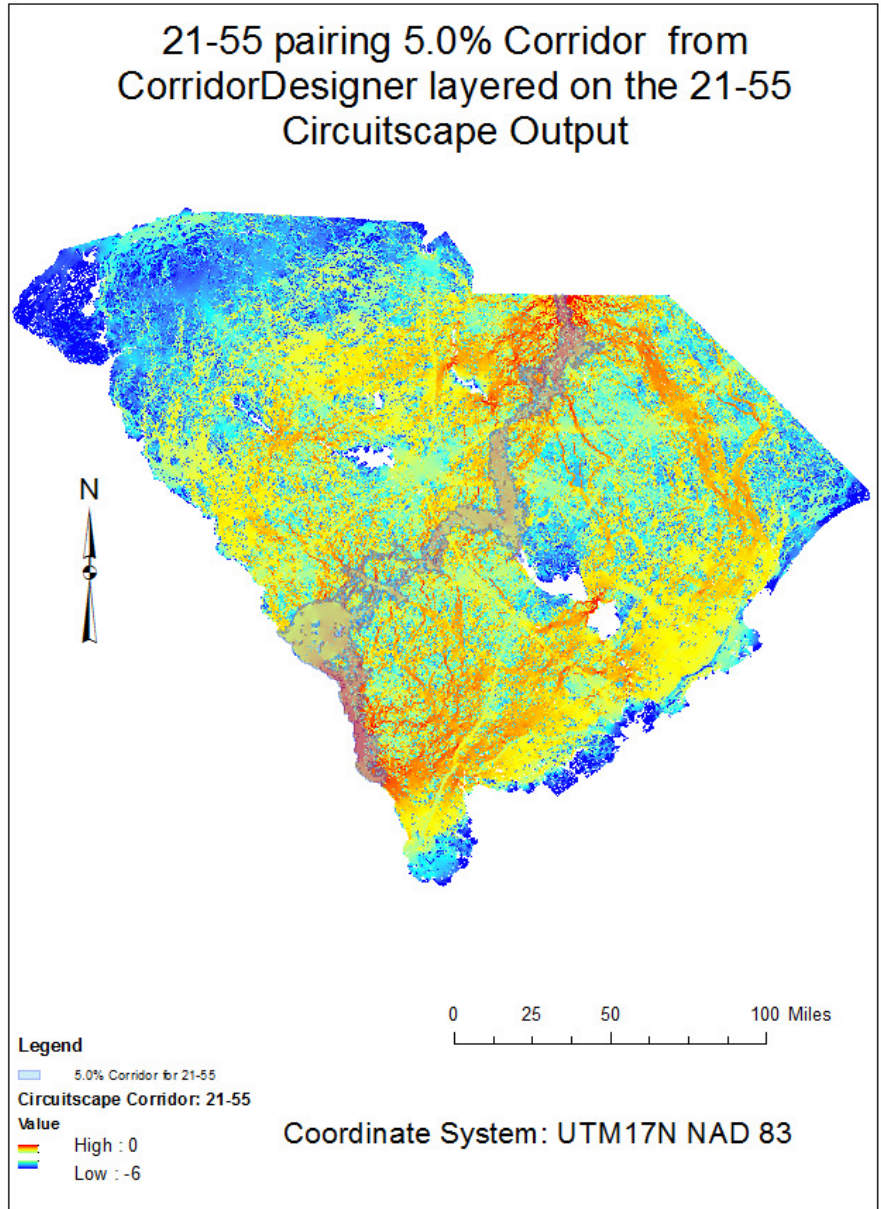 21-55 pairing 5.0% Corridor from
CorridorDesigner layered on the 21-55
Circuitscape Output
N
0 25 50 100 Miles
Legend
5.0% Corridor for 21-55
Circuitscape Corridor: 21-55
Value
High : 0
Low : -6
Coordinate System: UTM17N NAD 83